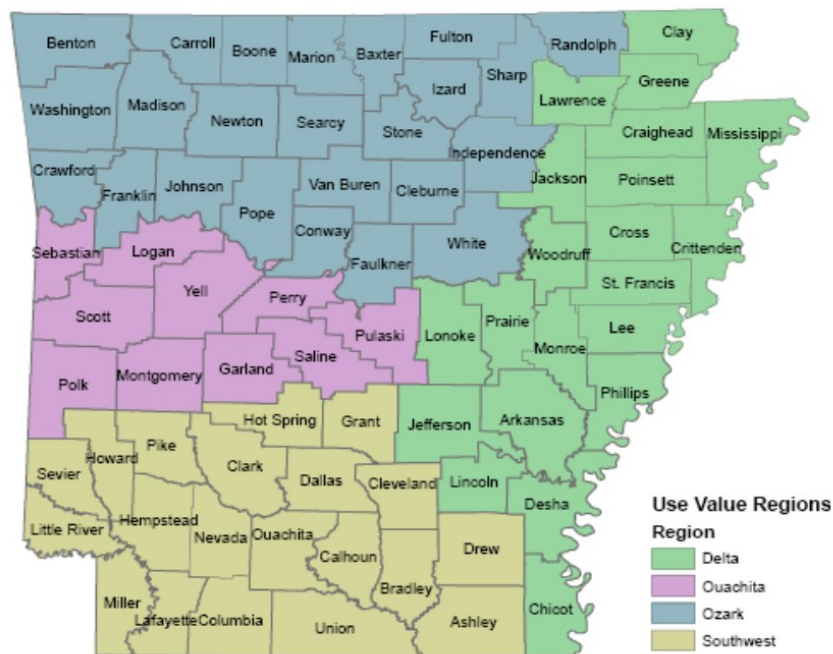 Benton
Carroll
Boone
Marion
Baxter
Fulton
Randolph
Clay
Sharp
Izard
Greene
Lawrence
Washington
Madison
Newton
Searcy
Stone
Independence
Craighead
Mississippi
Crawford
Franklin
Johnson
Pope
Van Buren
Cleburne
Jackson
Poinsett
Conway
White
Woodruff
Cross
Crittenden
Sebastian
Logan
Faulkner
St. Francis
Yell
Perry
Scott
Pulaski
Lonoke
Prairie
Lee
Monroe
Saline
Garland
Montgomery
Polk
Phillips
Hot Spring
Grant
Jefferson
Arkansas
Pike
Howard
Sevier
Clark
Dallas
Cleveland
Lincoln
Desha
Little River
Hempstead
Nevada
Ouachita
Calhoun
Drew
Bradley
Miller
Lafayette
Columbia
Union
Ashley
Chicot
Use Value Regions
Region
Delta
Ouachita
Ozark
Southwest